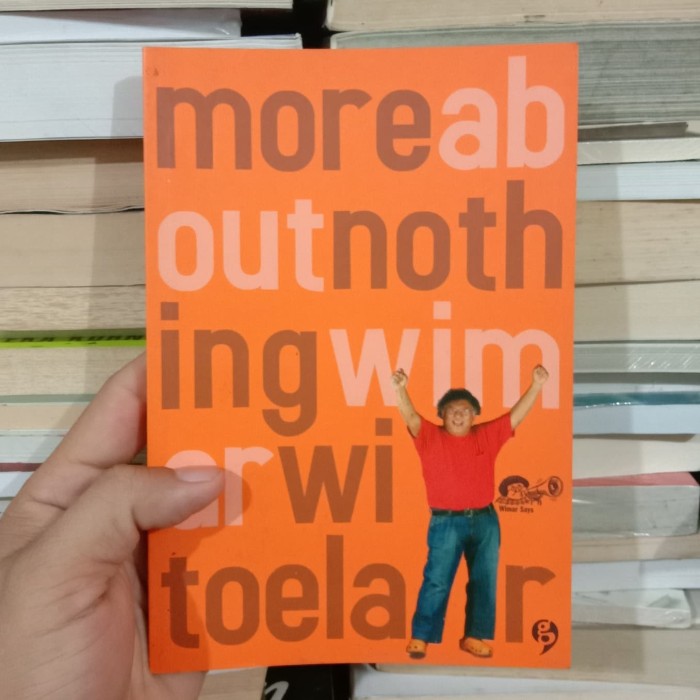 moreab
outnoth
ingwim
arwi
toelaar
Wimar Says
g